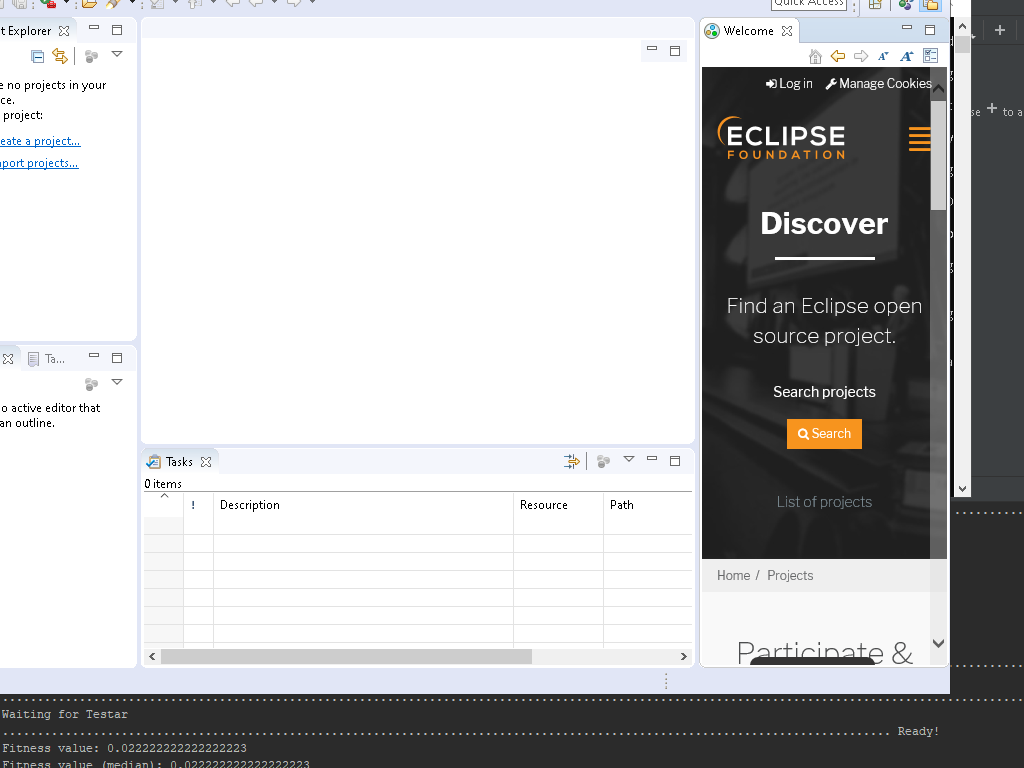 Quick Access
t Explorer
Welcome
e no projects in your
ce.
project:
eate a project...
port projects...
Log in Manage Cookies
ECLIPSE
FOUNDATION
se + to a
Discover
Find an Eclipse open
source project.
Search projects
Search
List of projects
Home / Projects
Participate &
Ta...
o active editor that
an outline.
Tasks
0 items
! Description Resource Path
Waiting for Testar
Ready!
Fitness value: 0.022222222222222223
Fitness value (median): 0.022222222222222223